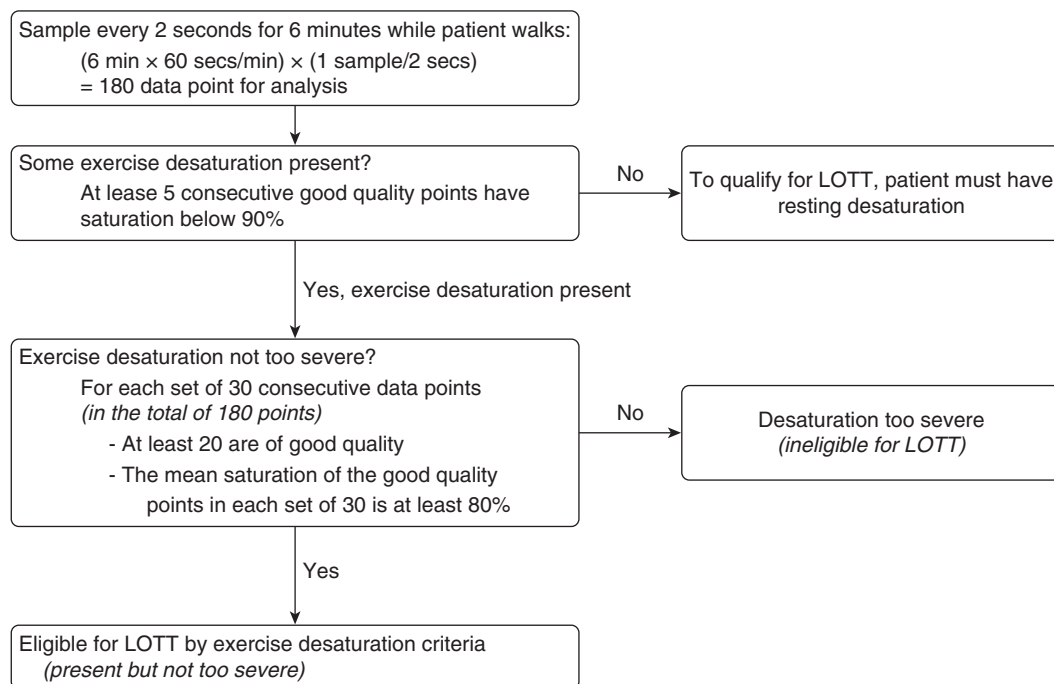 Sample every 2 seconds for 6 minutes while patient walks:
(6 min × 60 secs/min) × (1 sample/2 secs)
= 180 data point for analysis
Some exercise desaturation present?
At lease 5 consecutive good quality points have
saturation below 90%
No
To qualify for LOTT, patient must have
resting desaturation
Yes, exercise desaturation present
Exercise desaturation not too severe?
For each set of 30 consecutive data points
(in the total of 180 points)
- At least 20 are of good quality
- The mean saturation of the good quality
points in each set of 30 is at least 80%
No
Desaturation too severe
(ineligible for LOTT)
Yes
Eligible for LOTT by exercise desaturation criteria
(present but not too severe)